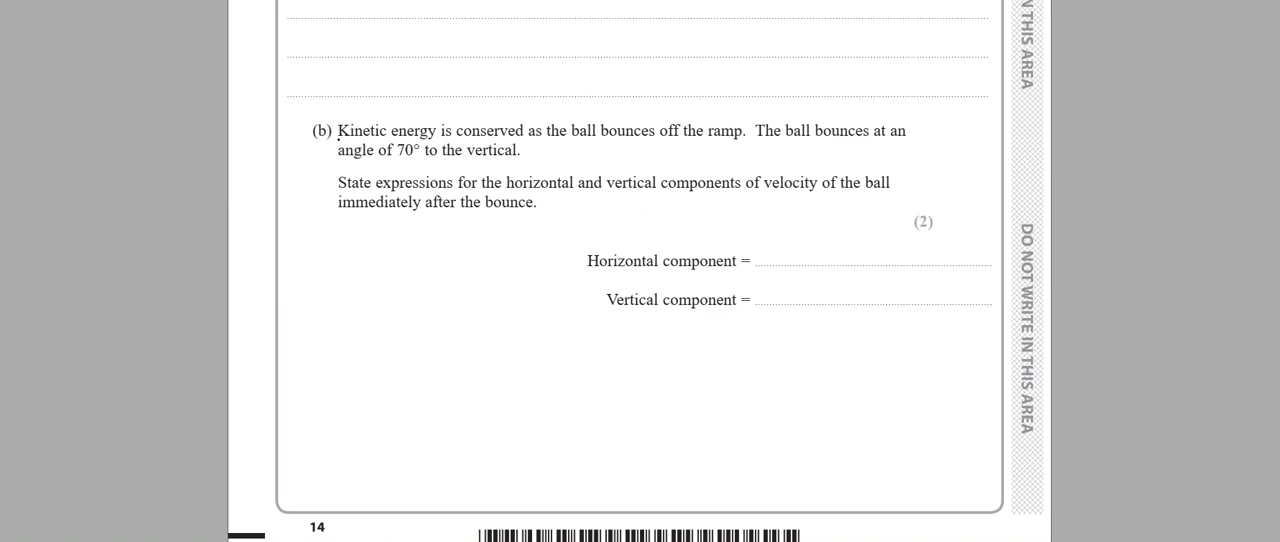 N THIS AREA
(b) Kinetic energy is conserved as the ball bounces off the ramp. The ball bounces at an
angle of 70° to the vertical.
State expressions for the horizontal and vertical components of velocity of the ball
immediately after the bounce.
(2)
Horizontal component =
Vertical component =
DO NOT WRITE IN THIS AREA
14